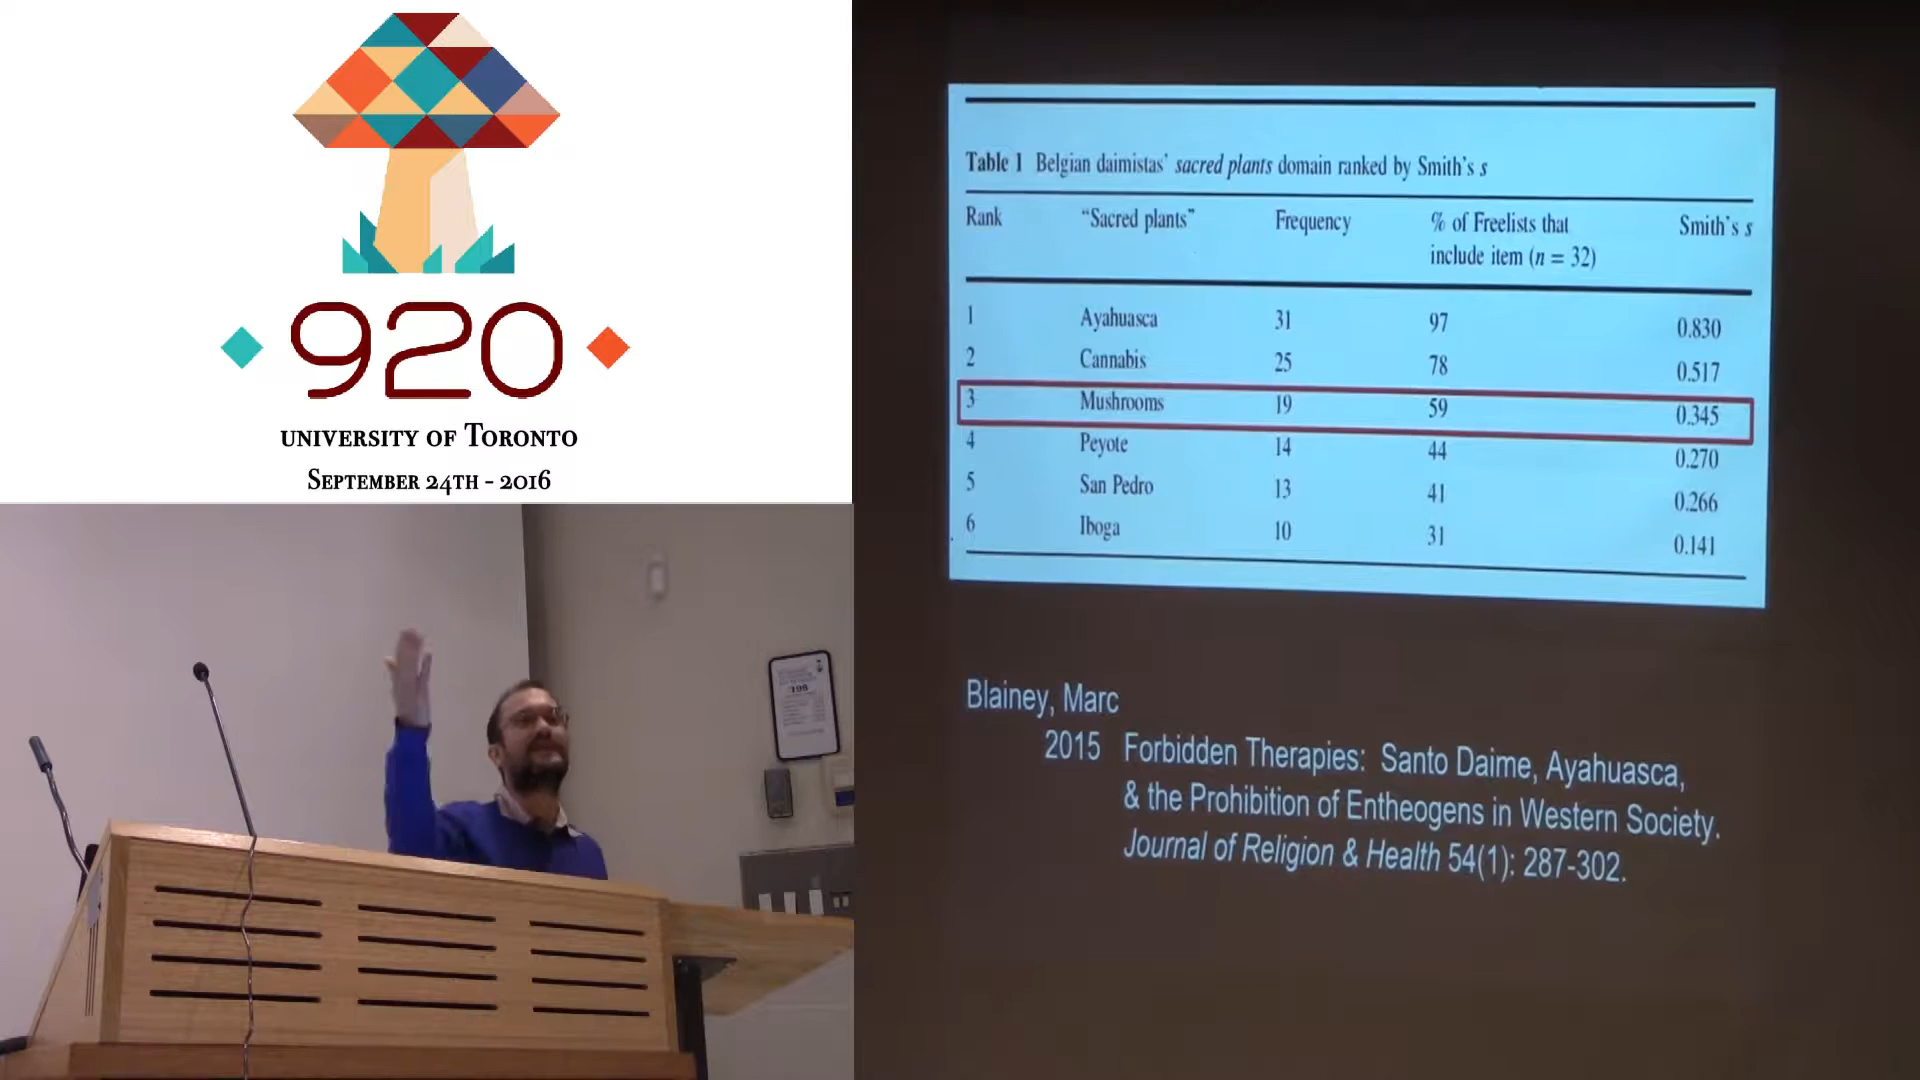 920
UNIVERSITY OF TORONTO
SEPTEMBER 24TH - 2016
198
Table 1 Belgian daimistas' sacred plants domain ranked by Smith's s
Rank "Sacred plants" Frequency % of Freelists that include item (n = 32) Smith's s
1 Ayahuasca 31 97 0.830
2 Cannabis 25 78 0.517
3 Mushrooms 19 59 0.345
4 Peyote 14 44 0.270
5 San Pedro 13 41 0.266
6 Iboga 10 31 0.141
Blainey, Marc
2015 Forbidden Therapies: Santo Daime, Ayahuasca,
& the Prohibition of Entheogens in Western Society.
Journal of Religion & Health 54(1): 287-302.